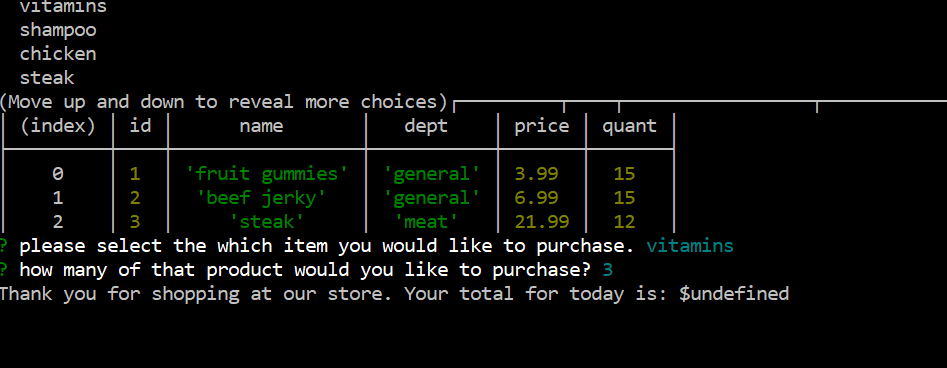 vitamins
shampoo
chicken
steak
(Move up and down to reveal more choices)
(index) id name dept price quant
0 1 'fruit gummies' 'general' 3.99 15
1 2 'beef jerky' 'general' 6.99 15
2 3 'steak' 'meat' 21.99 12
? please select the which item you would like to purchase. vitamins
? how many of that product would you like to purchase? 3
Thank you for shopping at our store. Your total for today is: $undefined